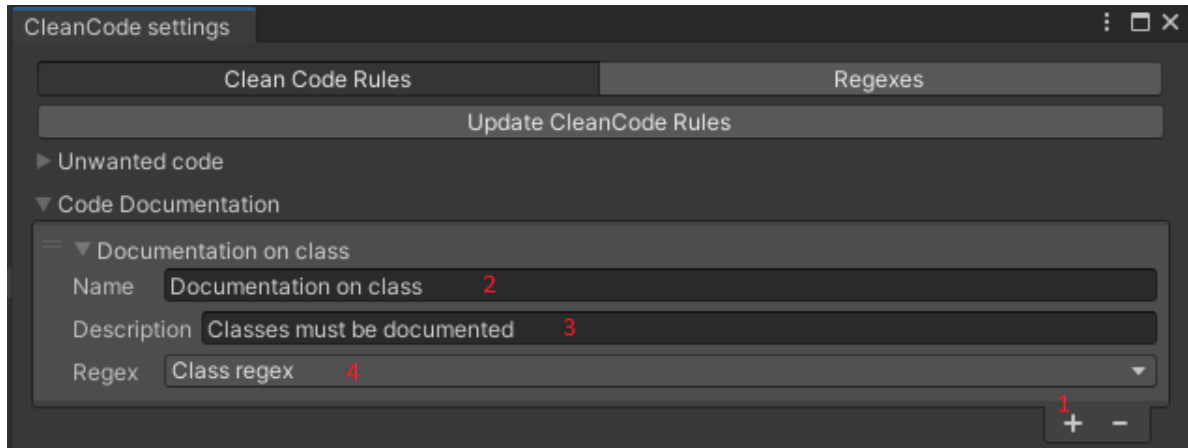 CleanCode settings
Clean Code Rules Regexes
Update CleanCode Rules
Unwanted code
Code Documentation
Documentation on class
Name Documentation on class 2
Description Classes must be documented 3
Regex Class regex 4
1
+ -